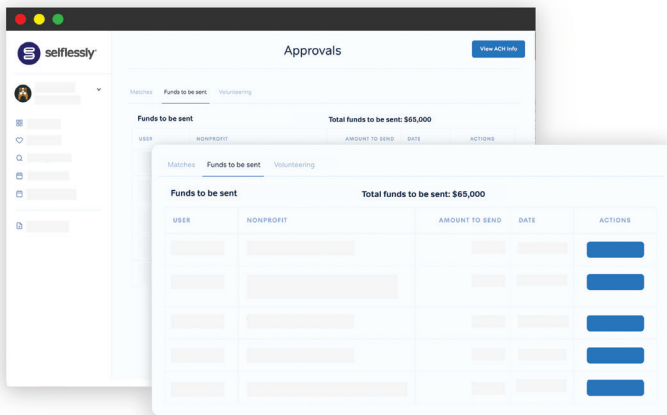 selflessly
Approvals
View ACH Info
Matches Funds to be sent Volunteering
Funds to be sent Total funds to be sent: $65,000
USER NONPROFIT AMOUNT TO SEND DATE ACTIONS
Matches Funds to be sent Volunteering
Funds to be sent Total funds to be sent: $65,000
USER NONPROFIT AMOUNT TO SEND DATE ACTIONS